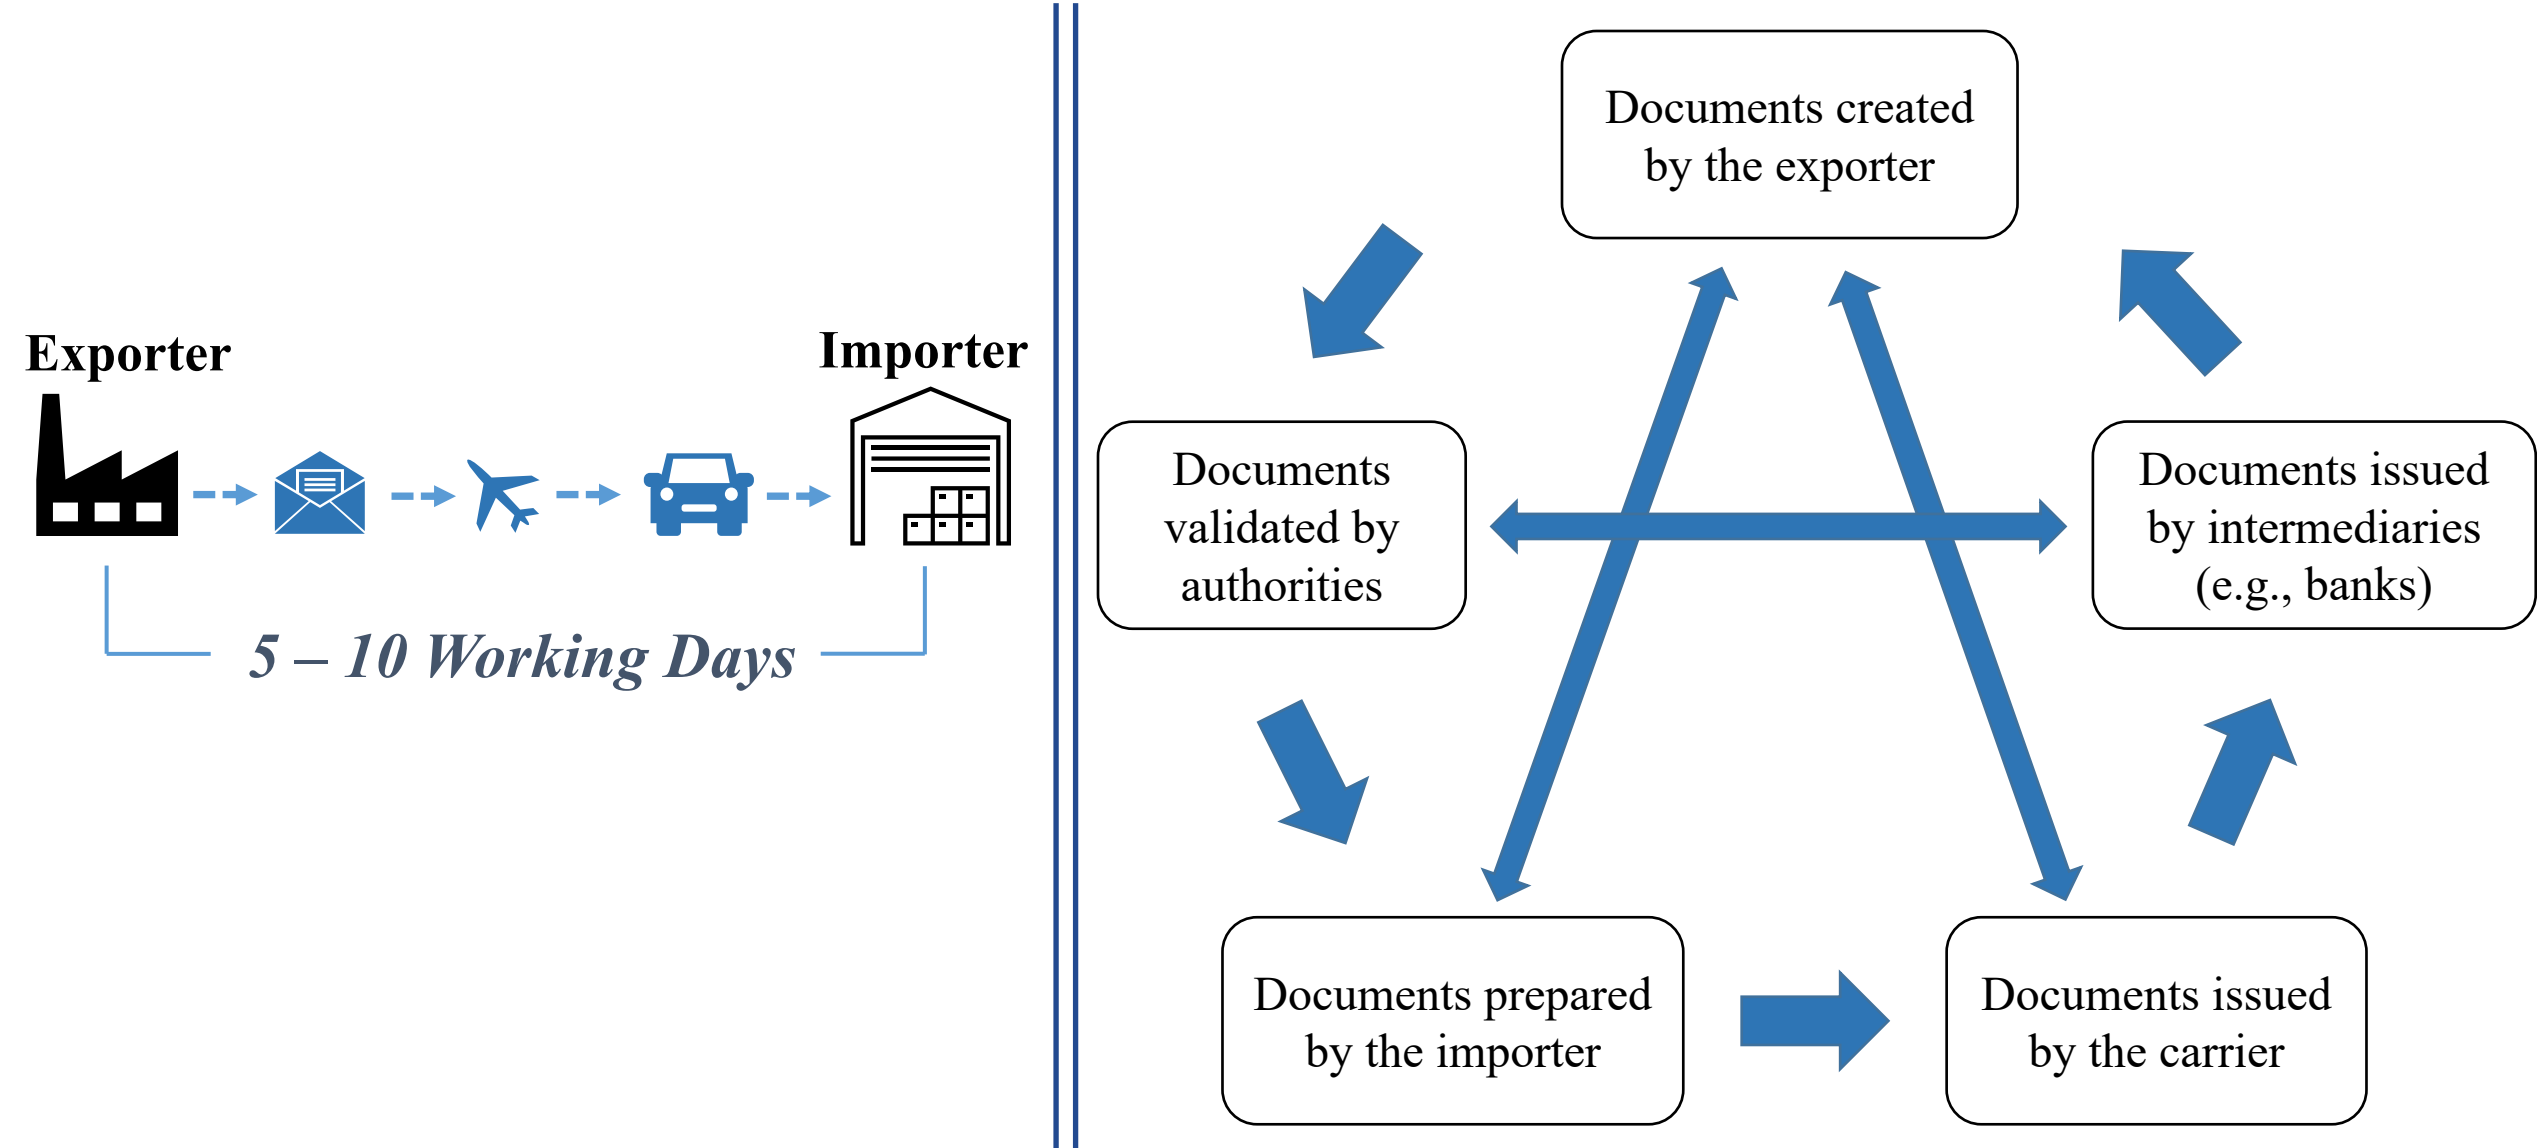 Exporter
Importer
5 – 10 Working Days
Documents created
by the exporter
Documents
validated by
authorities
Documents issued
by intermediaries
(e.g., banks)
Documents prepared
by the importer
Documents issued
by the carrier